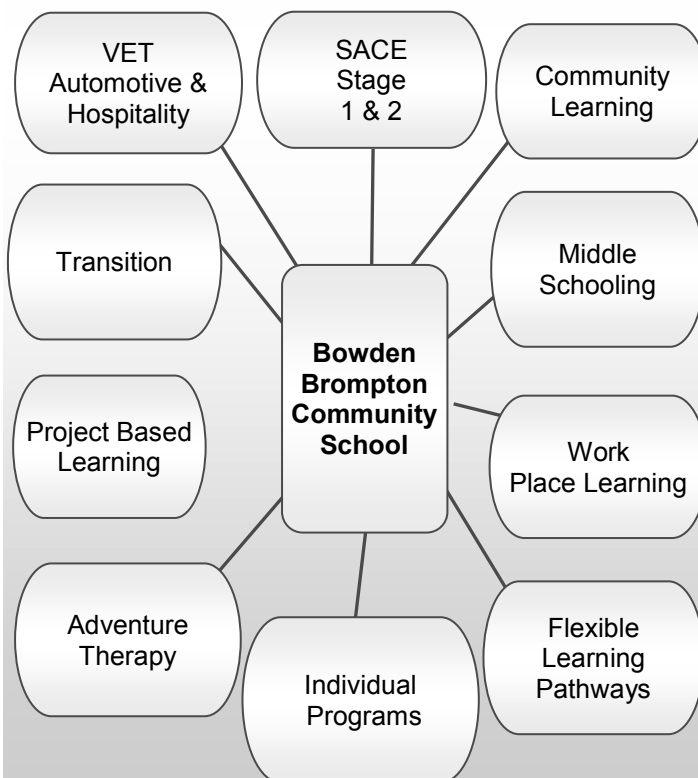 VET
Automotive &
Hospitality
SACE
Stage
1 & 2
Community
Learning
Transition
Middle
Schooling
Bowden
Brompton
Community
School
Project Based
Learning
Work
Place Learning
Adventure
Therapy
Individual
Programs
Flexible
Learning
Pathways